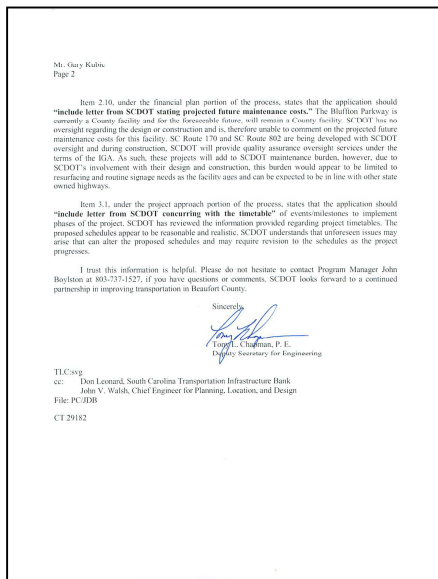 Mr. Gary Kubic
Page 2
Item 2.10, under the financial plan portion of the process, states that the application should
"include letter from SCDOT stating projected future maintenance costs." The Bluffton Parkway is
currently a County facility and for the foreseeable future, will remain a County facility. SCDOT has no
oversight regarding the design or construction and is, therefore unable to comment on the projected future
maintenance costs for this facility. SC Route 170 and SC Route 802 are being developed with SCDOT
oversight and during construction, SCDOT will provide quality assurance oversight services under the
terms of the IGA. As such, these projects will add to SCDOT maintenance burden, however, due to
SCDOT's involvement with their design and construction, this burden would appear to be limited to
resurfacing and routine signage needs as the facility ages and can be expected to be in line with other state
owned highways.
Item 3.1, under the project approach portion of the process, states that the application should
"include letter from SCDOT concurring with the timetable" of events/milestones to implement
phases of the project. SCDOT has reviewed the information provided regarding project timetables. The
proposed schedules appear to be reasonable and realistic. SCDOT understands that unforeseen issues may
arise that can alter the proposed schedules and may require revision to the schedules as the project
progresses.
I trust this information is helpful. Please do not hesitate to contact Program Manager John
Boylston at 803-737-1527, if you have questions or comments. SCDOT looks forward to a continued
partnership in improving transportation in Beaufort County.
Sincerely,
Tony L. Chapman, P. E.
Deputy Secretary for Engineering
TLC:svg
cc: Don Leonard, South Carolina Transportation Infrastructure Bank
John V. Walsh, Chief Engineer for Planning, Location, and Design
File: PC/JDB
CT 29182